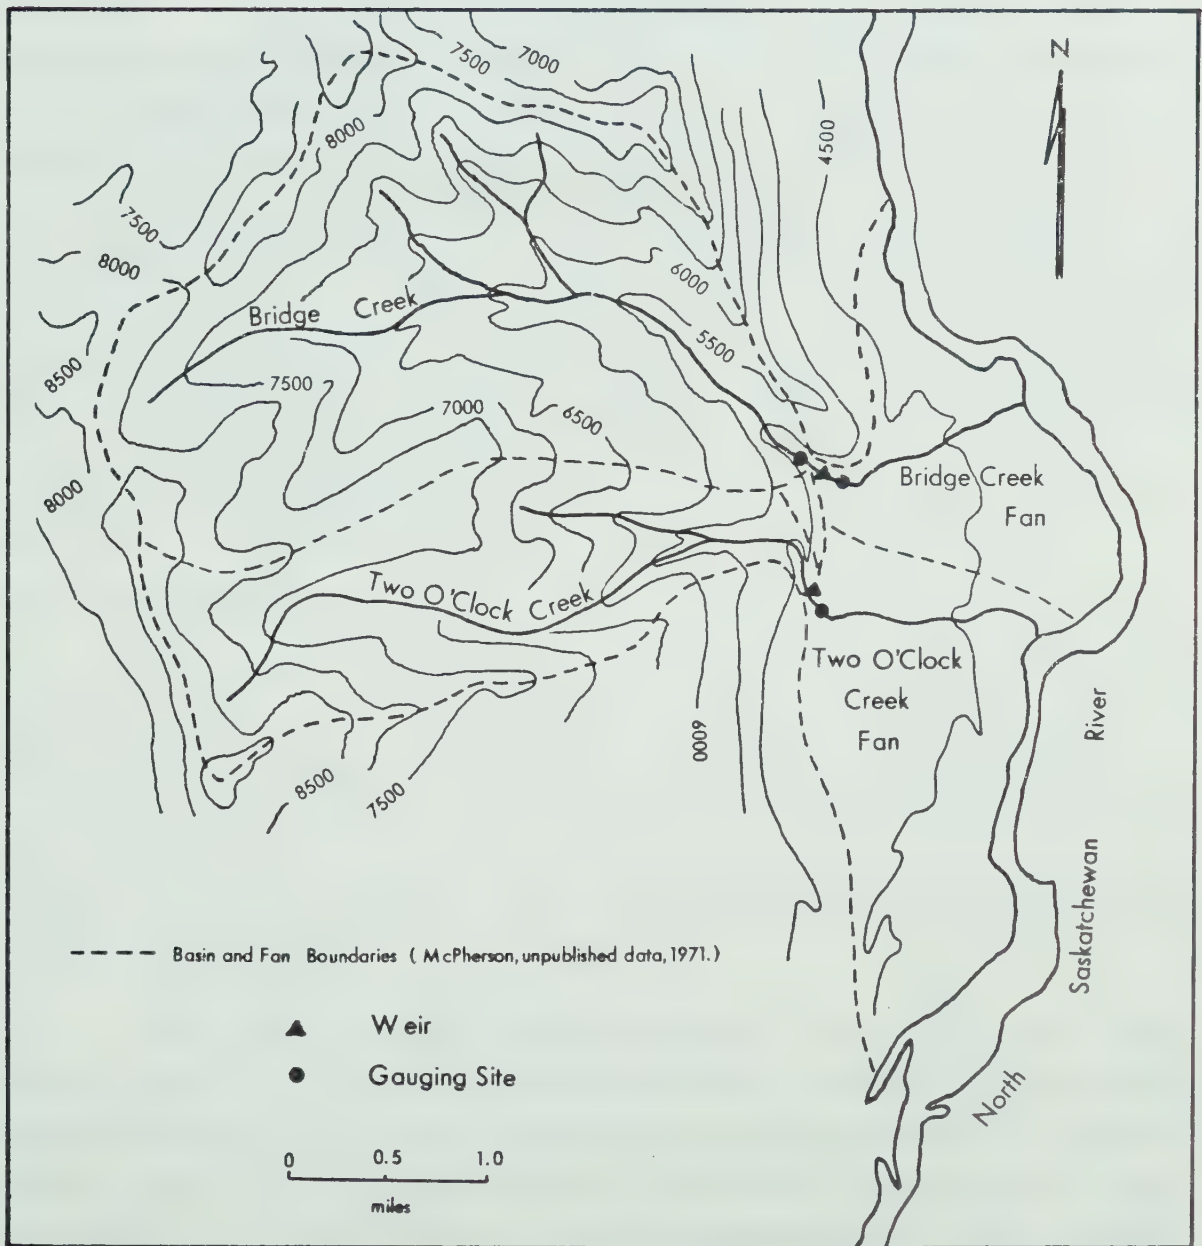 7000
7500
N
8000
4500
7500
8000
6000
Bridge Creek
5500
8500
7500
7000
6500
8000
Bridge Creek
Fan
Two O'Clock Creek
Two O'Clock
Creek
Fan
6000
8500
7500
River
Saskatchewan
North
Basin and Fan Boundaries ( McPherson, unpublished data, 1971.)
Weir
Gauging Site
0 0.5 1.0
miles